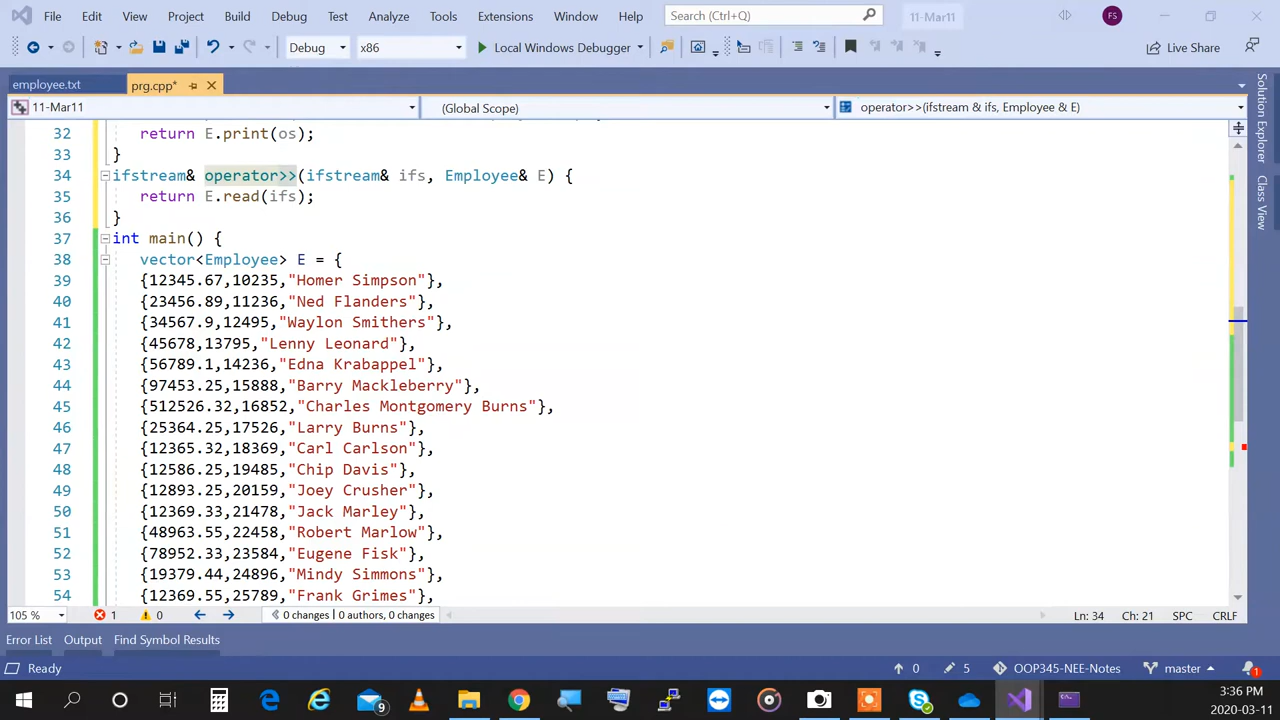 File Edit View Project Build Debug Test Analyze Tools Extensions Window Help Search (Ctrl+Q) 11-Mar11 FS
Debug x86 Local Windows Debugger Live Share
employee.txt prg.cpp*
11-Mar11 (Global Scope) operator>>(ifstream & ifs, Employee & E)
32 return E.print(os);
33 }
34 ifstream& operator>>(ifstream& ifs, Employee& E) {
35 return E.read(ifs);
36 }
37 int main() {
38 vector<Employee> E = {
39 {12345.67,10235,"Homer Simpson"},
40 {23456.89,11236,"Ned Flanders"},
41 {34567.9,12495,"Waylon Smithers"},
42 {45678,13795,"Lenny Leonard"},
43 {56789.1,14236,"Edna Krabappel"},
44 {97453.25,15888,"Barry Mackleberry"},
45 {512526.32,16852,"Charles Montgomery Burns"},
46 {25364.25,17526,"Larry Burns"},
47 {12365.32,18369,"Carl Carlson"},
48 {12586.25,19485,"Chip Davis"},
49 {12893.25,20159,"Joey Crusher"},
50 {12369.33,21478,"Jack Marley"},
51 {48963.55,22458,"Robert Marlow"},
52 {78952.33,23584,"Eugene Fisk"},
53 {19379.44,24896,"Mindy Simmons"},
54 {12369.55,25789,"Frank Grimes"},
Solution Explorer
Class View
105 % 1 0 0 changes | 0 authors, 0 changes Ln: 34 Ch: 21 SPC CRLF
Error List Output Find Symbol Results
Ready 0 5 OOP345-NEE-Notes master 1
9
3:36 PM
2020-03-11